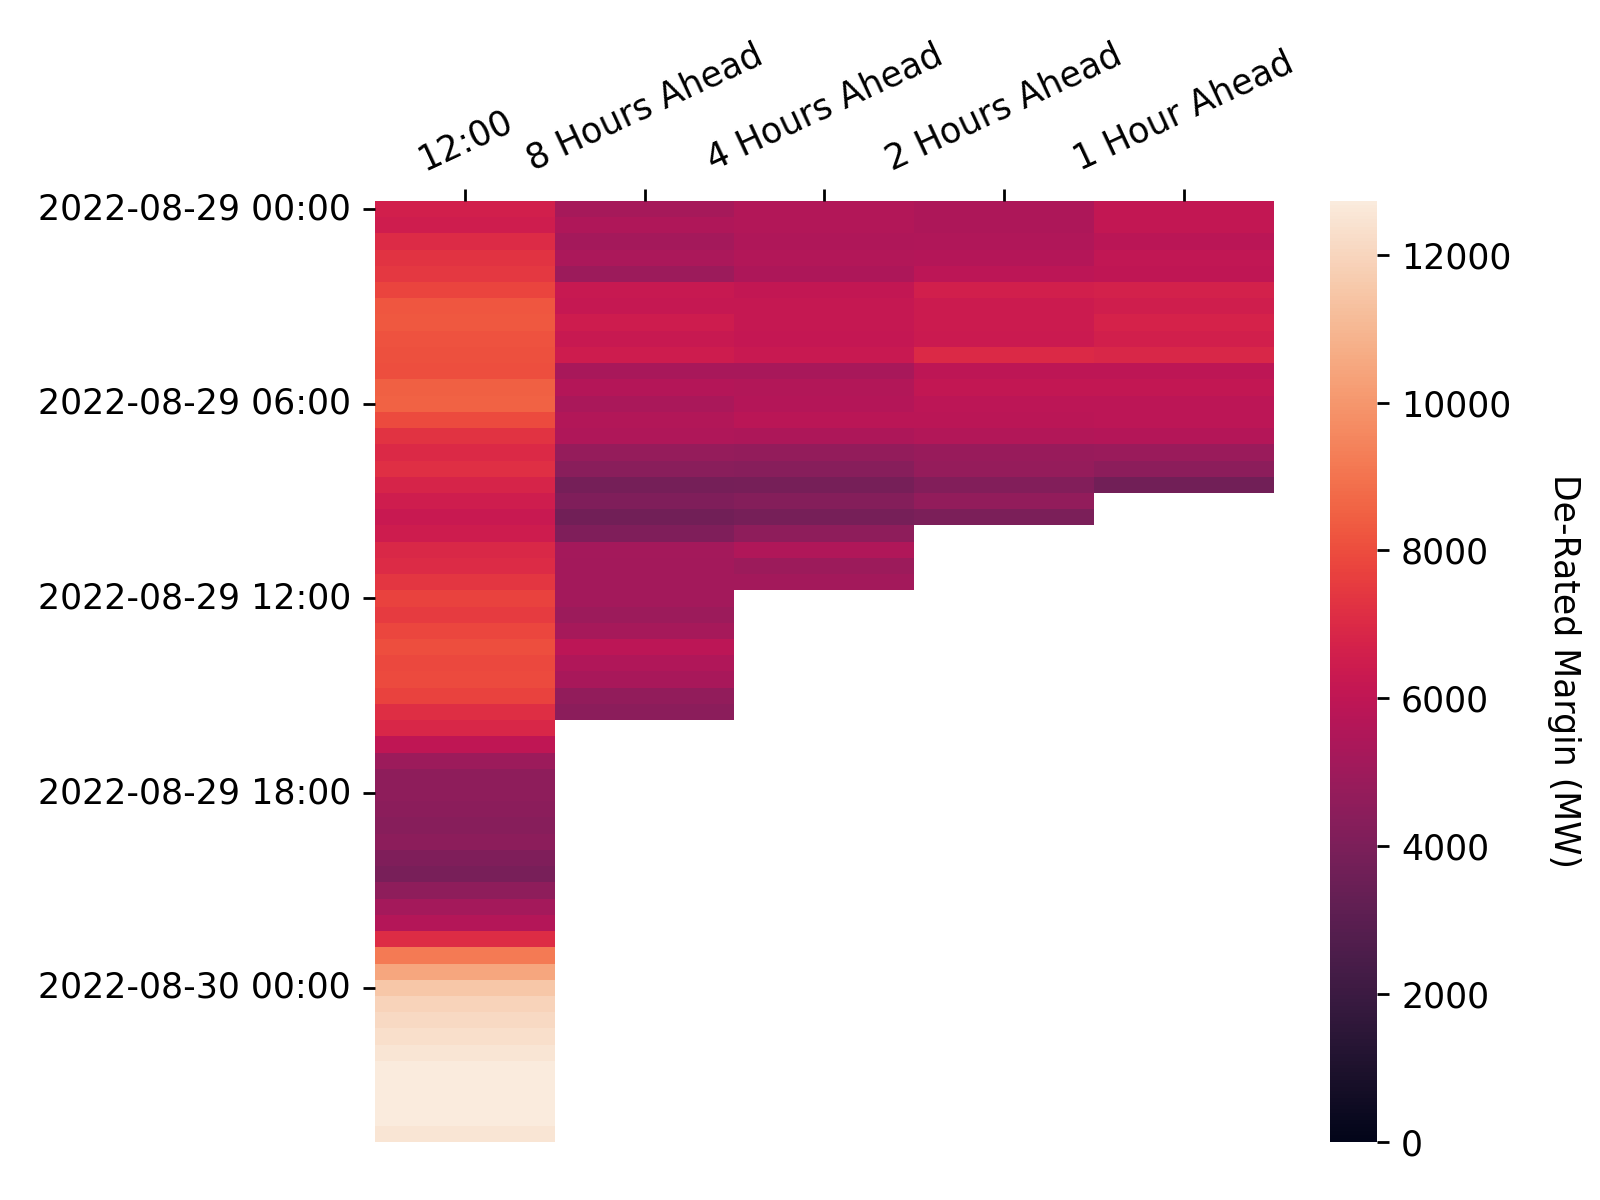 12:00
8 Hours Ahead
4 Hours Ahead
2 Hours Ahead
1 Hour Ahead
2022-08-29 00:00
2022-08-29 06:00
2022-08-29 12:00
2022-08-29 18:00
2022-08-30 00:00
12000
10000
8000
6000
4000
2000
0
De-Rated Margin (MW)